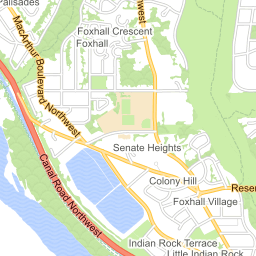 Palisades
Northwest
Foxhall Crescent
Foxhall
MacArthur Boulevard Northwest
Senate Heights
Canal Road Northwest
Colony Hill
Foxhall Village
Indian Rock Terrace
Little Indian Rock